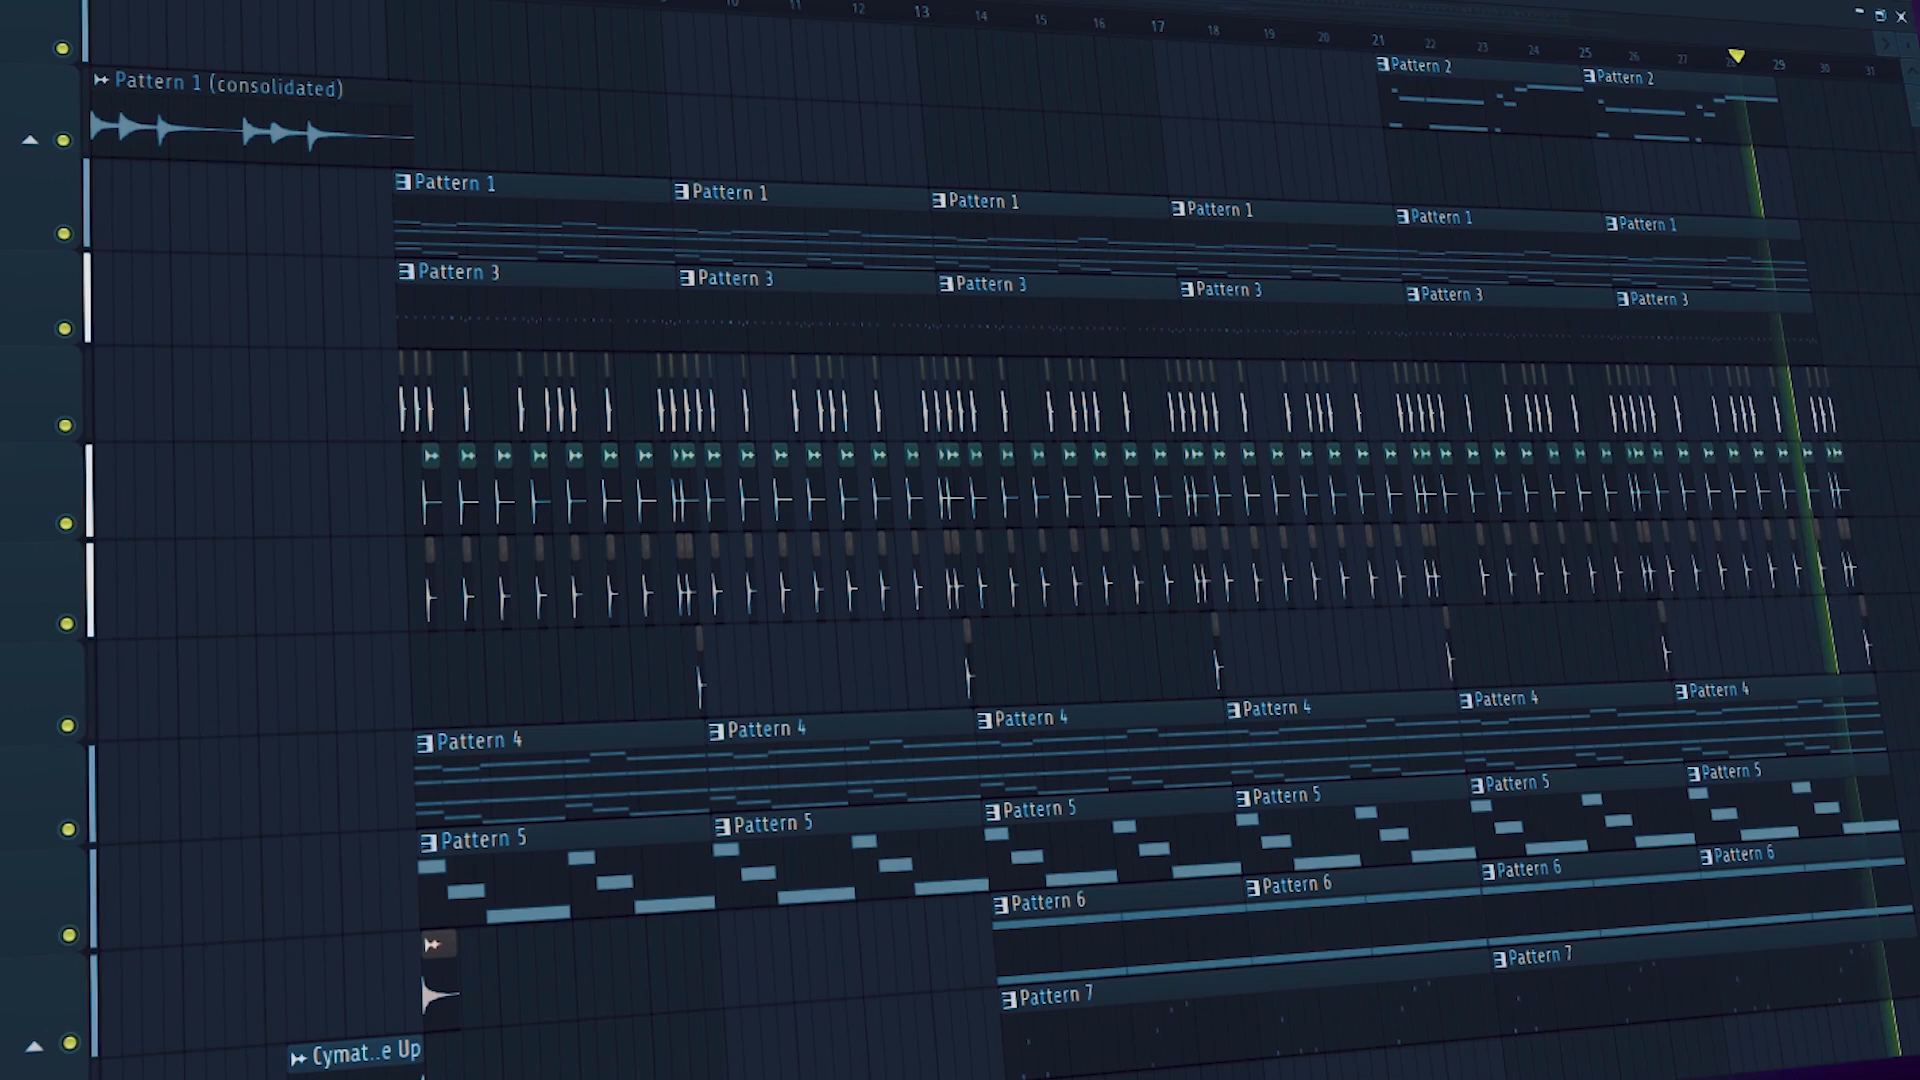 10 11 12 13 14 15 16 17 18 19 20 21 22 23 24 25 26 27 28 29 30 31
Pattern 2 Pattern 2
Pattern 1 (consolidated)
Pattern 1 Pattern 1 Pattern 1 Pattern 1 Pattern 1 Pattern 1
Pattern 3 Pattern 3 Pattern 3 Pattern 3 Pattern 3 Pattern 3
Pattern 4 Pattern 4 Pattern 4 Pattern 4 Pattern 4 Pattern 4
Pattern 5 Pattern 5 Pattern 5 Pattern 5 Pattern 5 Pattern 5
Pattern 6 Pattern 6 Pattern 6 Pattern 6
Pattern 7 Pattern 7
Cymat..e Up